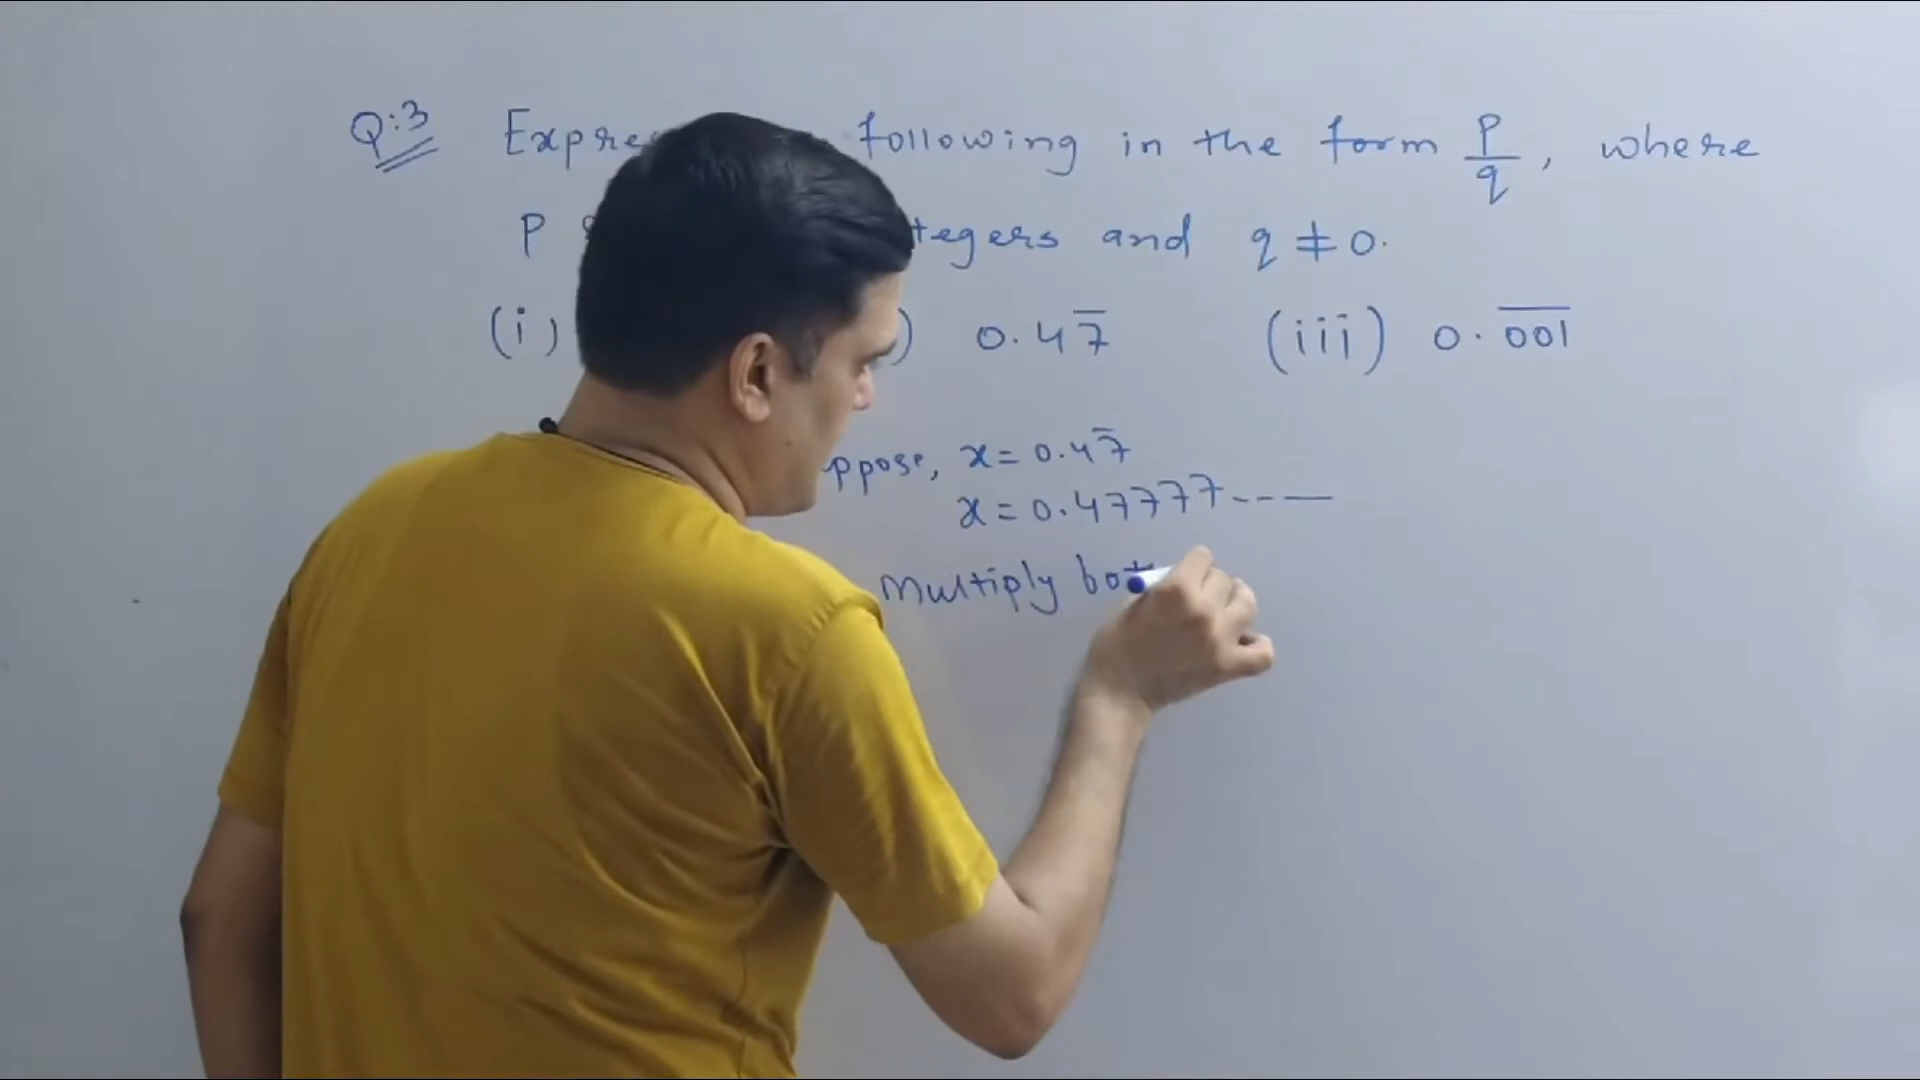 Q:3 Expre following in the form p/q, where
p tegers and q ≠ 0.
(i) ) 0.47̅ (iii) 0.0̅0̅1̅
ppose, x = 0.47̅
x = 0.47777-----
Multiply bot